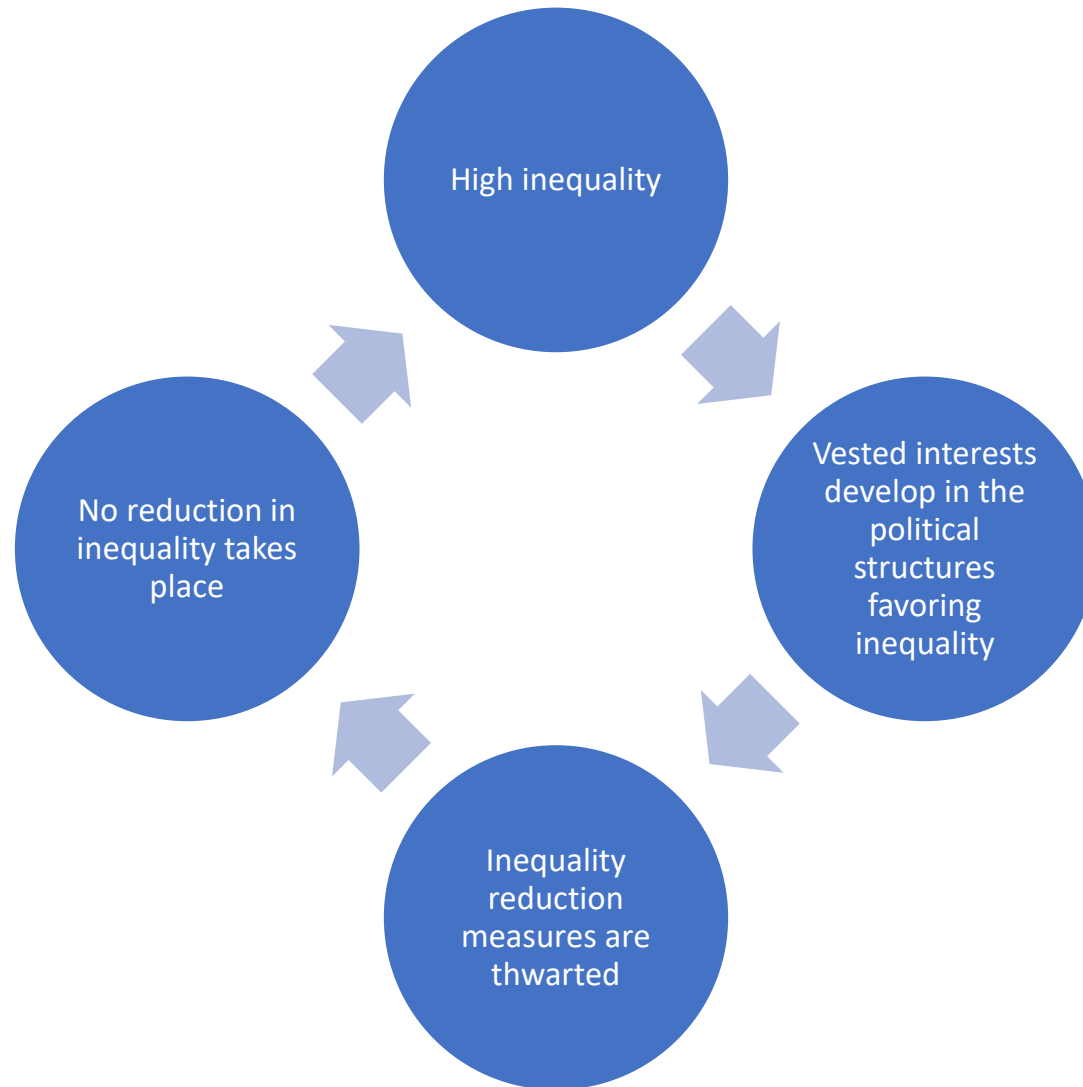 High inequality
Vested interests
develop in the
political
structures
favoring
inequality
Inequality
reduction
measures are
thwarted
No reduction in
inequality takes
place